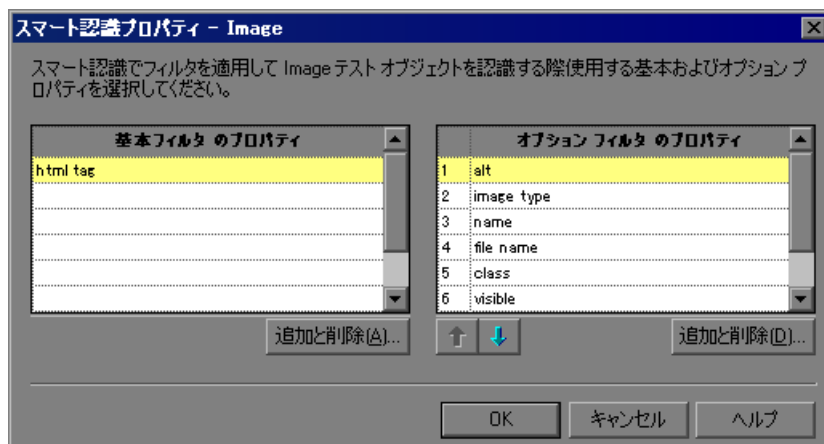 スマート認識プロパティ - Image
スマート認識でフィルタを適用して Image テスト オブジェクトを認識する際使用する基本およびオプション プ
ロパティを選択してください。
基本フィルタ のプロパティ
html tag
追加と削除(A)...
オプション フィルタ のプロパティ
1 alt
2 image type
3 name
4 file name
5 class
6 visible
追加と削除(D)...
OK キャンセル ヘルプ